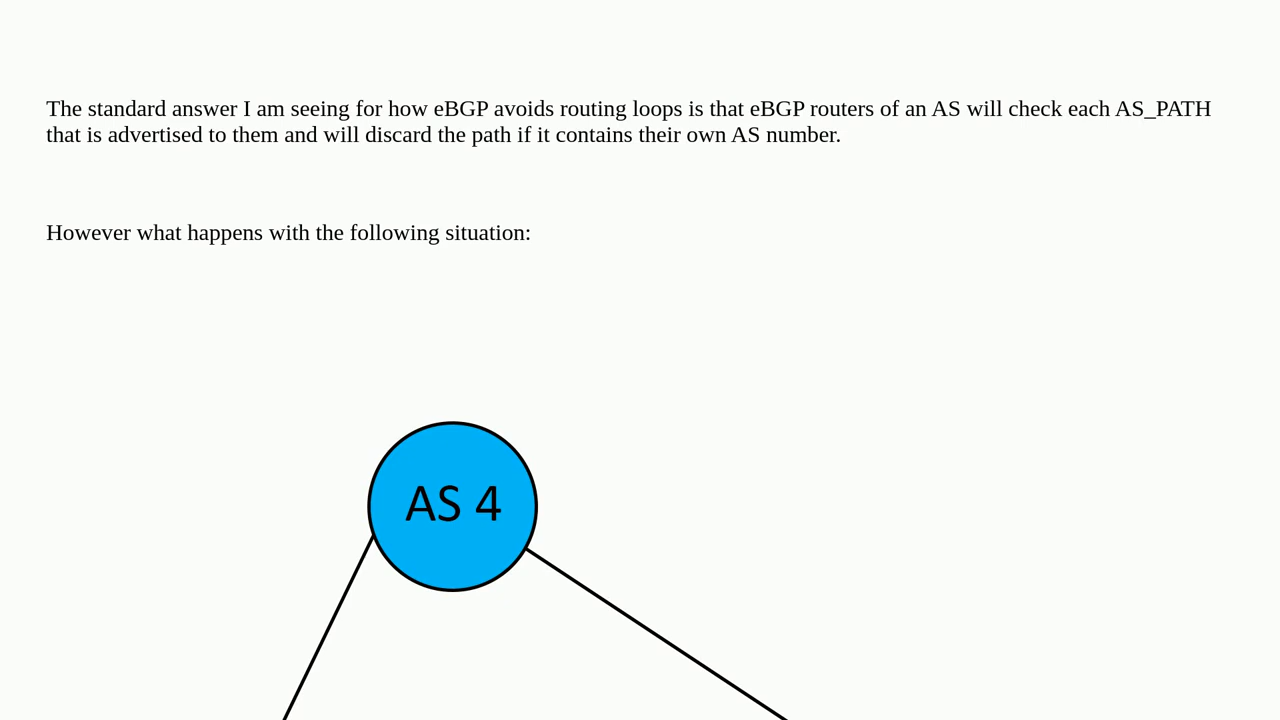 The standard answer I am seeing for how eBGP avoids routing loops is that eBGP routers of an AS will check each AS_PATH
that is advertised to them and will discard the path if it contains their own AS number.
However what happens with the following situation:
AS 4